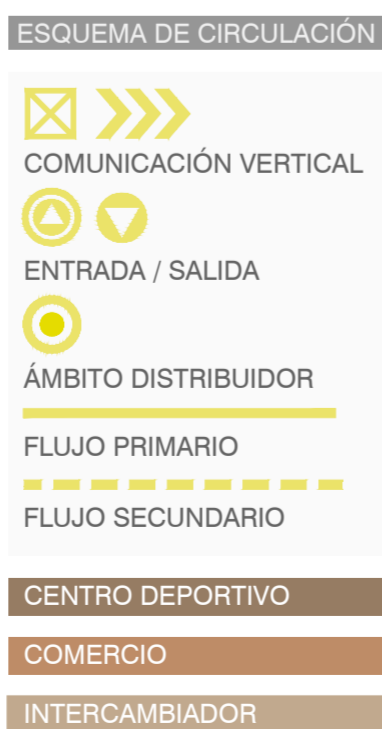 ESQUEMA DE CIRCULACIÓN
COMUNICACIÓN VERTICAL
ENTRADA / SALIDA
ÁMBITO DISTRIBUIDOR
FLUJO PRIMARIO
FLUJO SECUNDARIO
CENTRO DEPORTIVO
COMERCIO
INTERCAMBIADOR